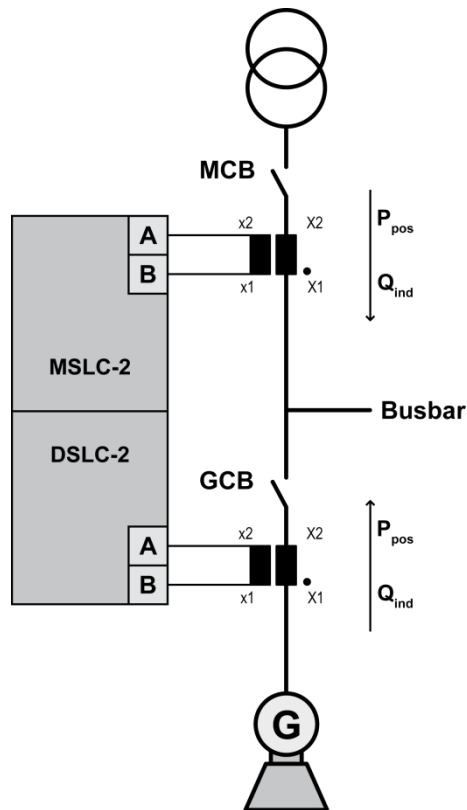 MCB
x2 X2
A
P_pos
B
x1 X1
Q_ind
MSLC-2
Busbar
DSLC-2
GCB
x2 X2
A
P_pos
B
x1 X1
Q_ind
G